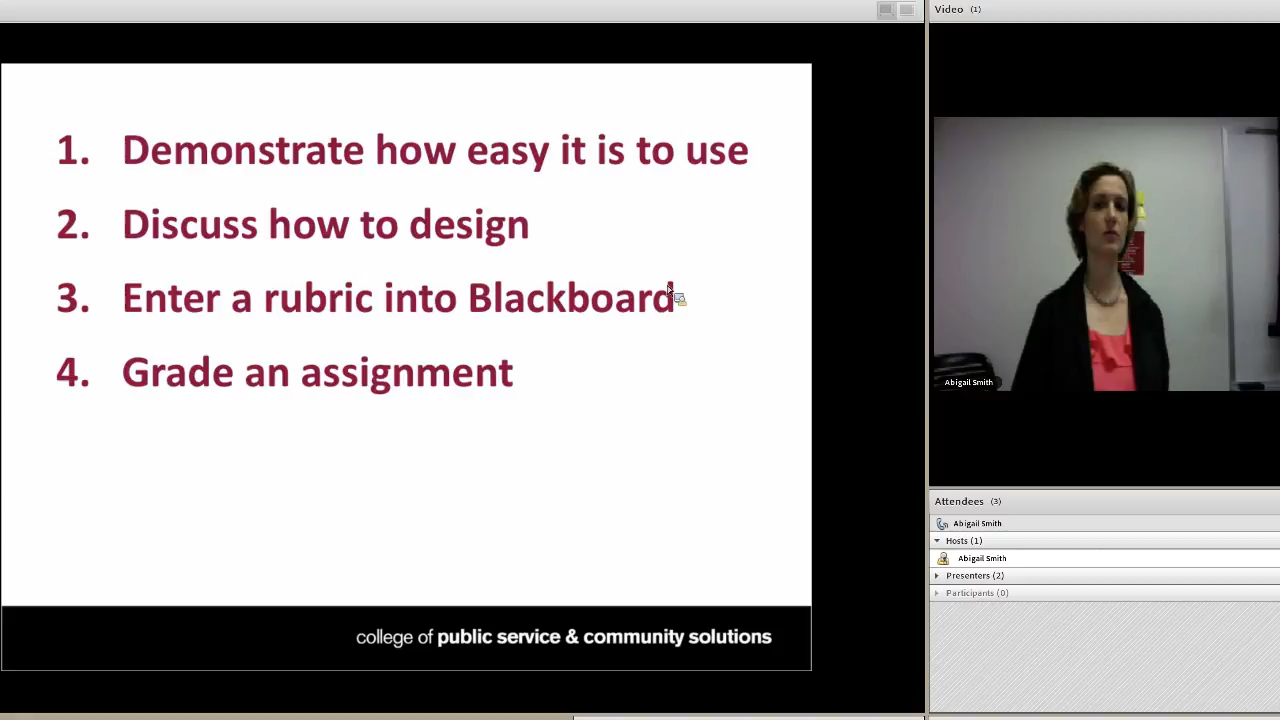 Video (1)
1. Demonstrate how easy it is to use
2. Discuss how to design
3. Enter a rubric into Blackboard
4. Grade an assignment
college of public service & community solutions
Abigail Smith
Attendees (3)
Abigail Smith
Hosts (1)
Abigail Smith
Presenters (2)
Participants (0)